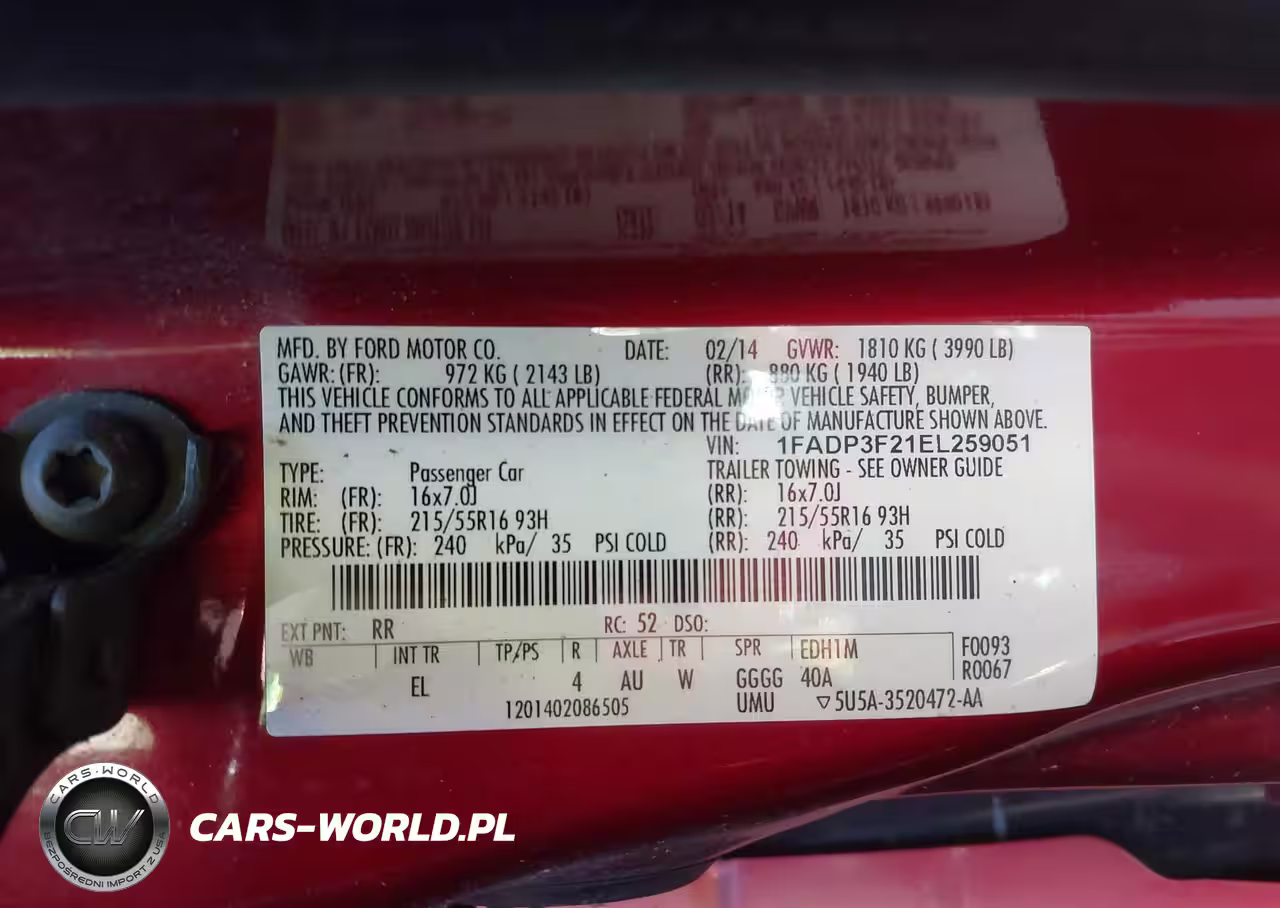 MFD. BY FORD MOTOR CO. DATE: 02/14 GVWR: 1810 KG ( 3990 LB)
GAWR: (FR): 972 KG ( 2143 LB) (RR): 880 KG ( 1940 LB)
THIS VEHICLE CONFORMS TO ALL APPLICABLE FEDERAL MOTOR VEHICLE SAFETY, BUMPER,
AND THEFT PREVENTION STANDARDS IN EFFECT ON THE DATE OF MANUFACTURE SHOWN ABOVE.
VIN: 1FADP3F21EL259051
TYPE: Passenger Car TRAILER TOWING - SEE OWNER GUIDE
RIM: (FR): 16x7.0J (RR): 16x7.0J
TIRE: (FR): 215/55R16 93H (RR): 215/55R16 93H
PRESSURE: (FR): 240 kPa/ 35 PSI COLD (RR): 240 kPa/ 35 PSI COLD
EXT PNT: RR RC: 52 DSO:
WB INT TR TP/PS R AXLE TR SPR EDH1M F0093
EL 4 AU W GGGG 40A R0067
1201402086505 UMU ▽5U5A-3520472-AA
CARS-WORLD
CW
BEZPOŚREDNI IMPORT Z USA
CARS-WORLD.PL